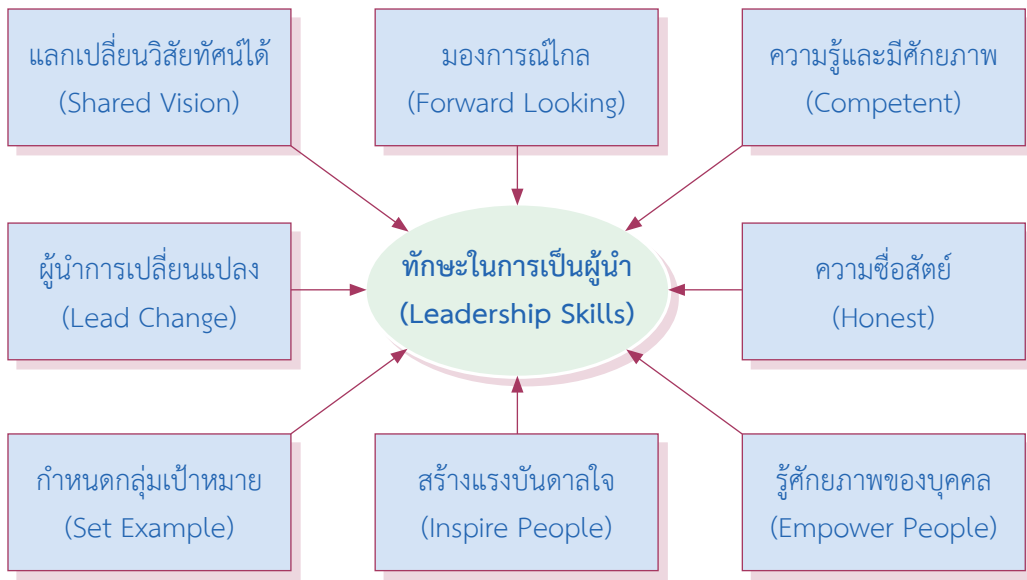 แลกเปลี่ยนวิสัยทัศน์ได้
(Shared Vision)
มองการณ์ไกล
(Forward Looking)
ความรู้และมีศักยภาพ
(Competent)
ผู้นำการเปลี่ยนแปลง
(Lead Change)
ทักษะในการเป็นผู้นำ
(Leadership Skills)
ความซื่อสัตย์
(Honest)
กำหนดกลุ่มเป้าหมาย
(Set Example)
สร้างแรงบันดาลใจ
(Inspire People)
รู้ศักยภาพของบุคคล
(Empower People)